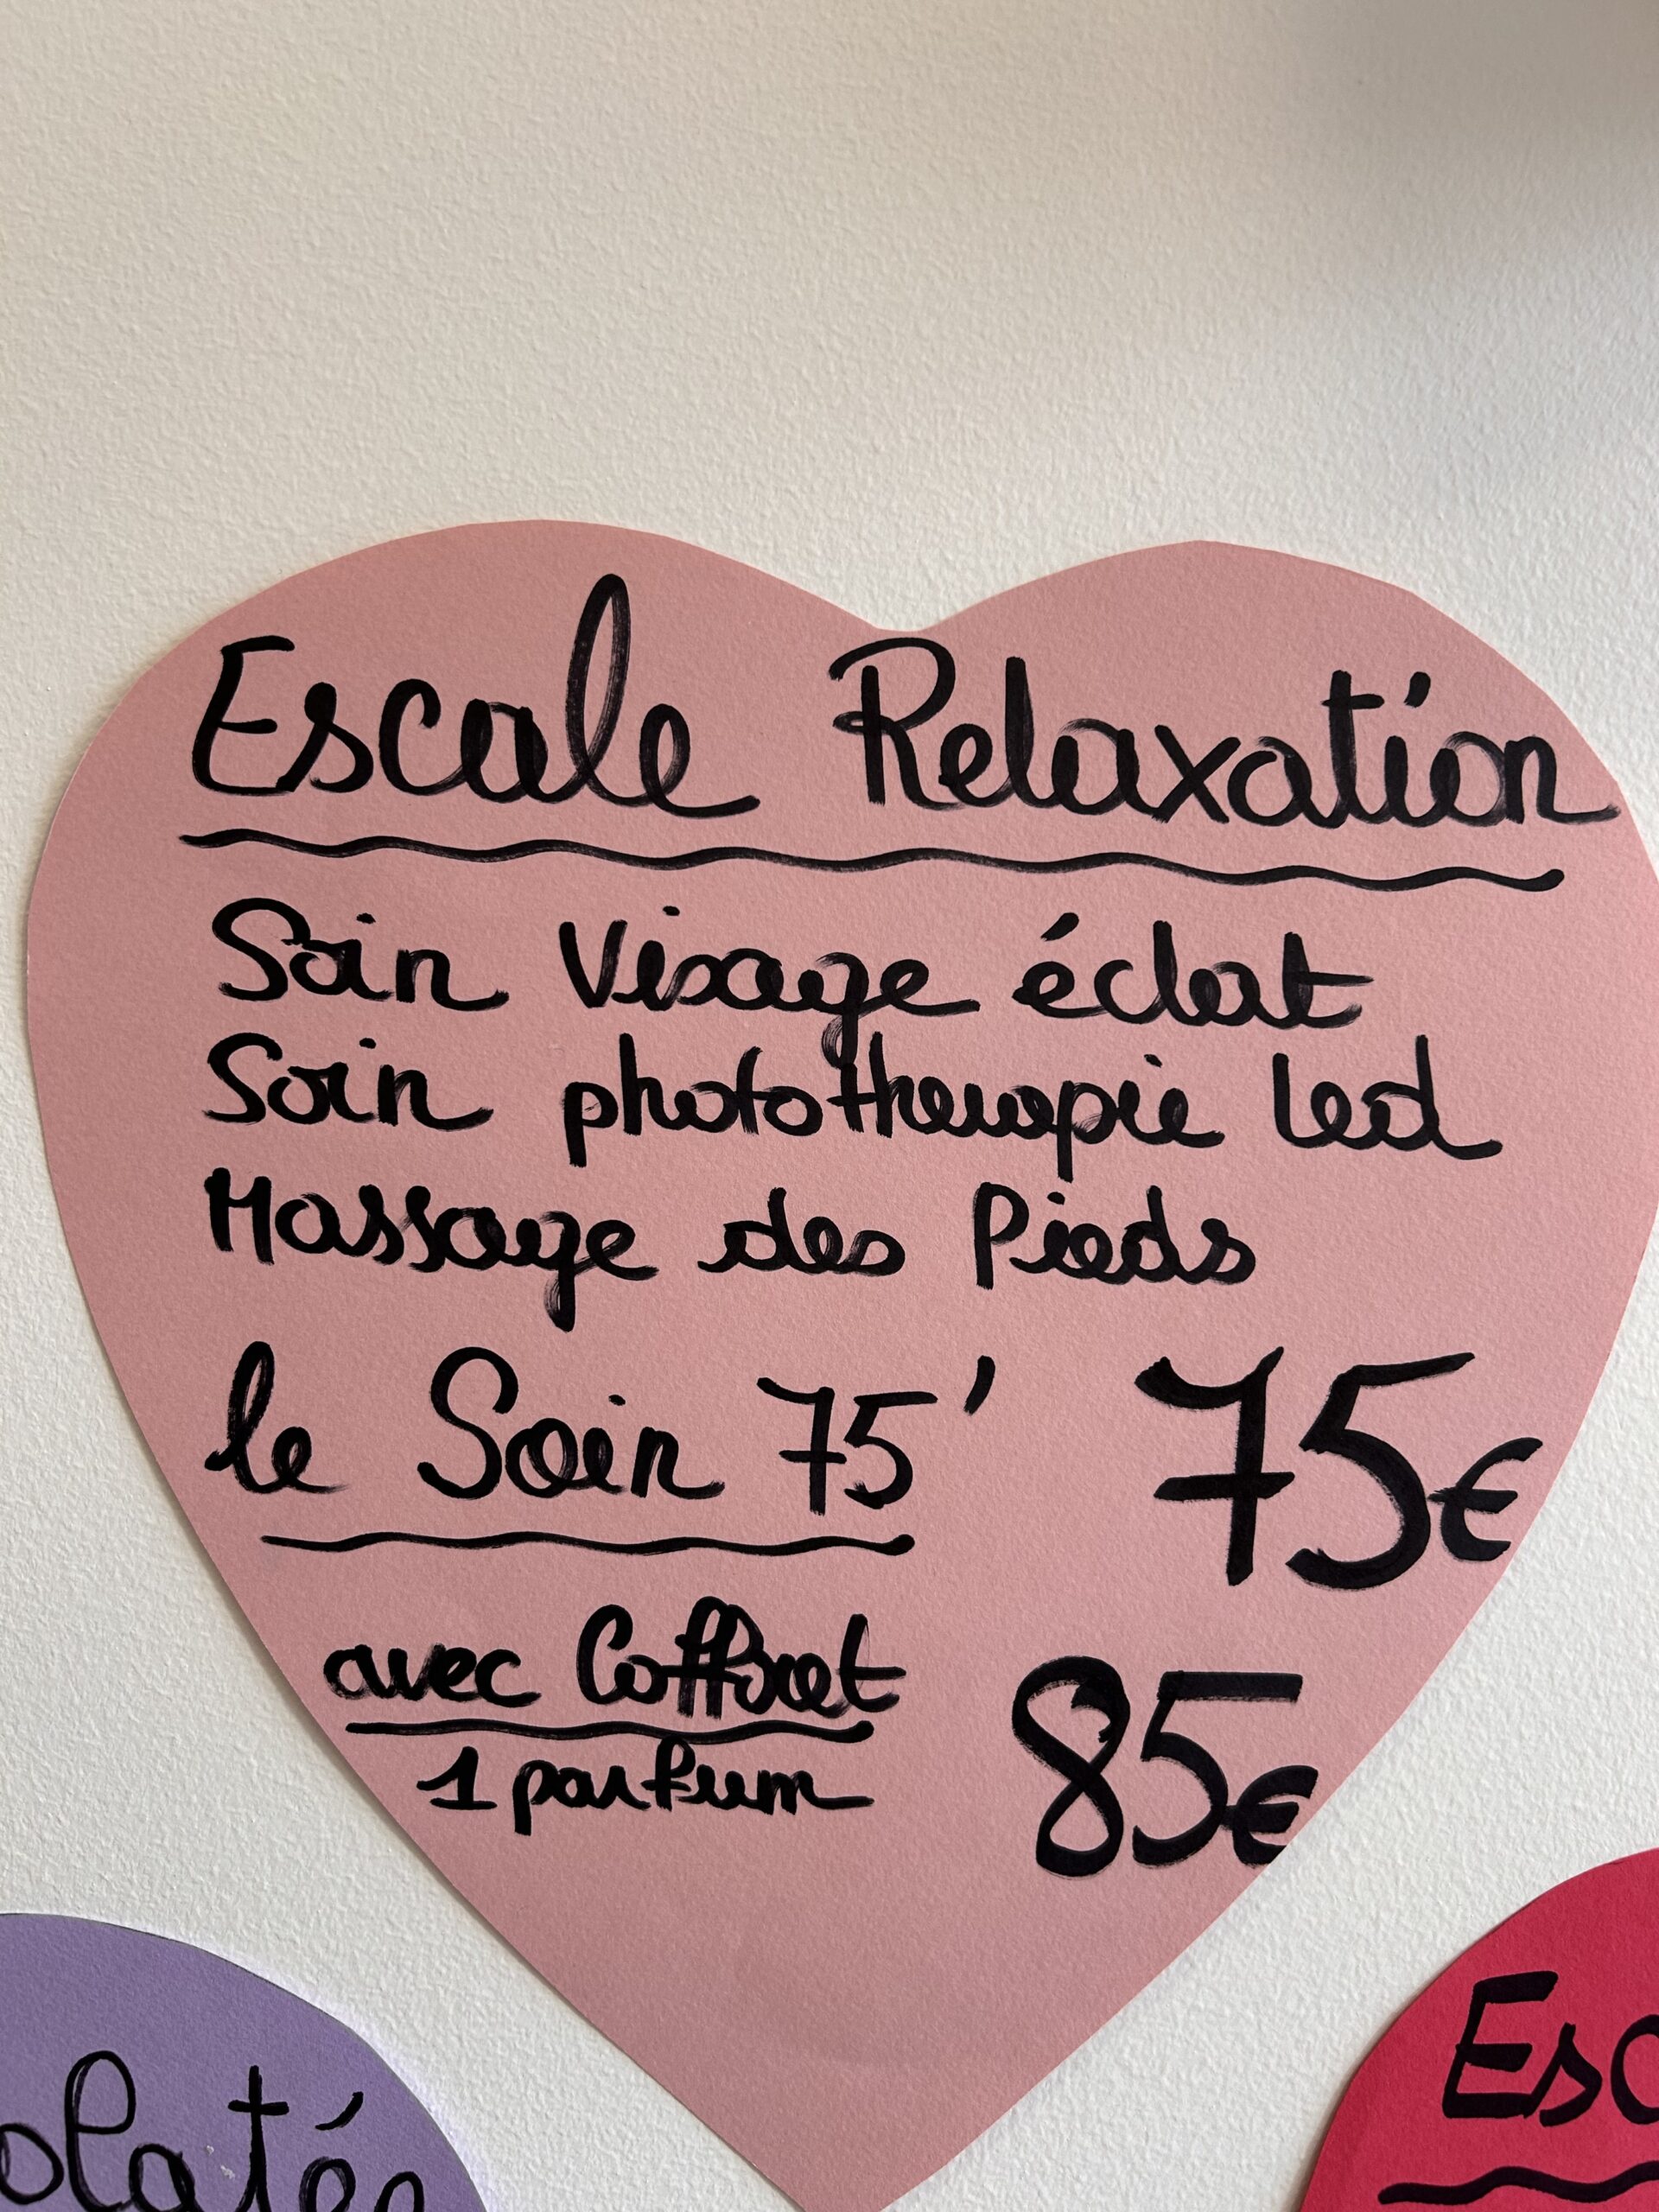 Escale Relaxation
Soin Visage éclat
Soin photothérapie led
Massage des Pieds
le Soin 75' 75€
avec Coffret 85€
1 parfum
olatée
Esc